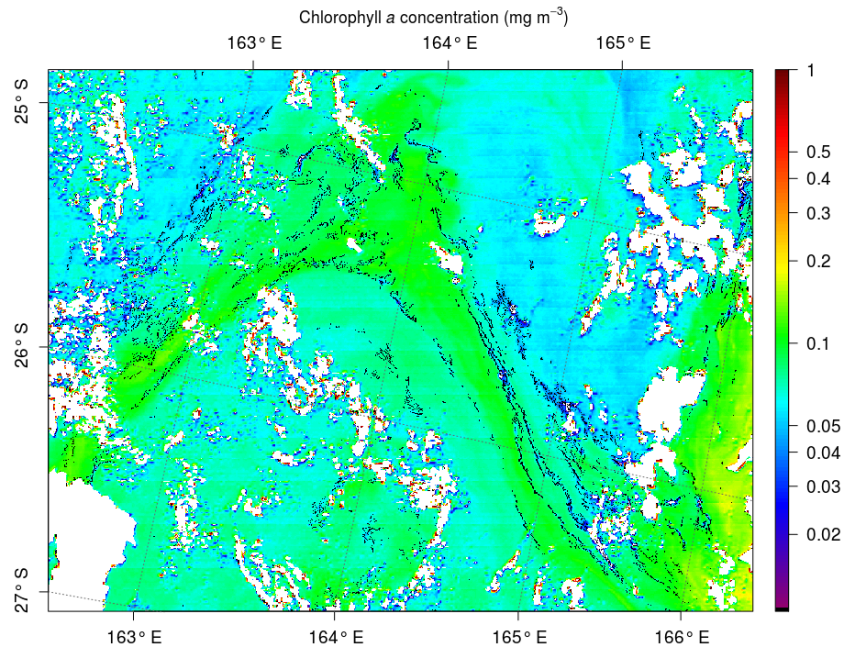 Chlorophyll a concentration (mg m⁻³)
163° E 164° E 165° E
25° S
26° S
27° S
163° E 164° E 165° E 166° E
1
0.5
0.4
0.3
0.2
0.1
0.05
0.04
0.03
0.02